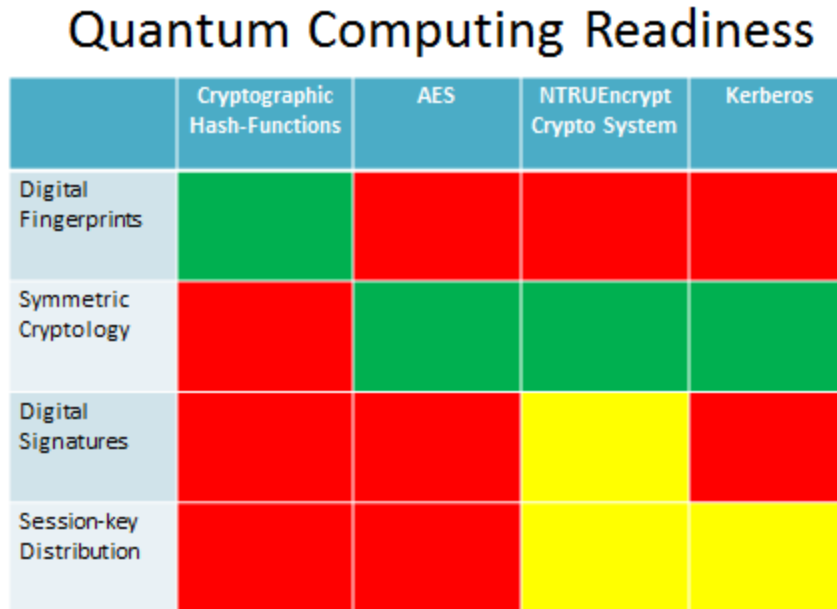 Quantum Computing Readiness
Cryptographic
Hash-Functions
AES
NTRUEncrypt
Crypto System
Kerberos
Digital
Fingerprints
Symmetric
Cryptology
Digital
Signatures
Session-key
Distribution